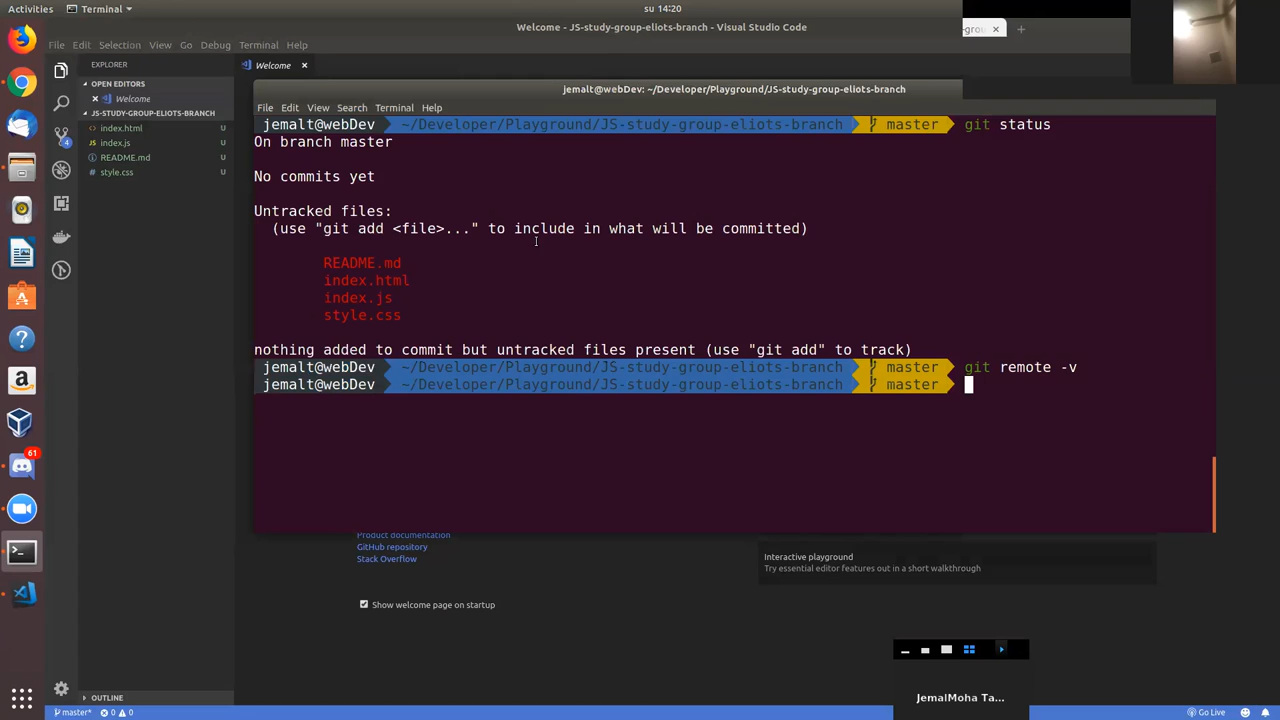 Activities
Terminal
su 14:20
Welcome - JS-study-group-eliots-branch - Visual Studio Code
File Edit Selection View Go Debug Terminal Help
EXPLORER
Welcome
OPEN EDITORS
Welcome
JS-STUDY-GROUP-ELIOTS-BRANCH
index.html U
index.js U
README.md U
style.css U
4
61
jemalt@webDev: ~/Developer/Playground/JS-study-group-eliots-branch
File Edit View Search Terminal Help
jemalt@webDev ~/Developer/Playground/JS-study-group-eliots-branch master git status
On branch master
No commits yet
Untracked files:
(use "git add <file>..." to include in what will be committed)
README.md
index.html
index.js
style.css
nothing added to commit but untracked files present (use "git add" to track)
jemalt@webDev ~/Developer/Playground/JS-study-group-eliots-branch master git remote -v
jemalt@webDev ~/Developer/Playground/JS-study-group-eliots-branch master
Product documentation
GitHub repository
Stack Overflow
Interactive playground
Try essential editor features out in a short walkthrough
Show welcome page on startup
JemalMoha Ta...
OUTLINE
master* 0 0
Go Live